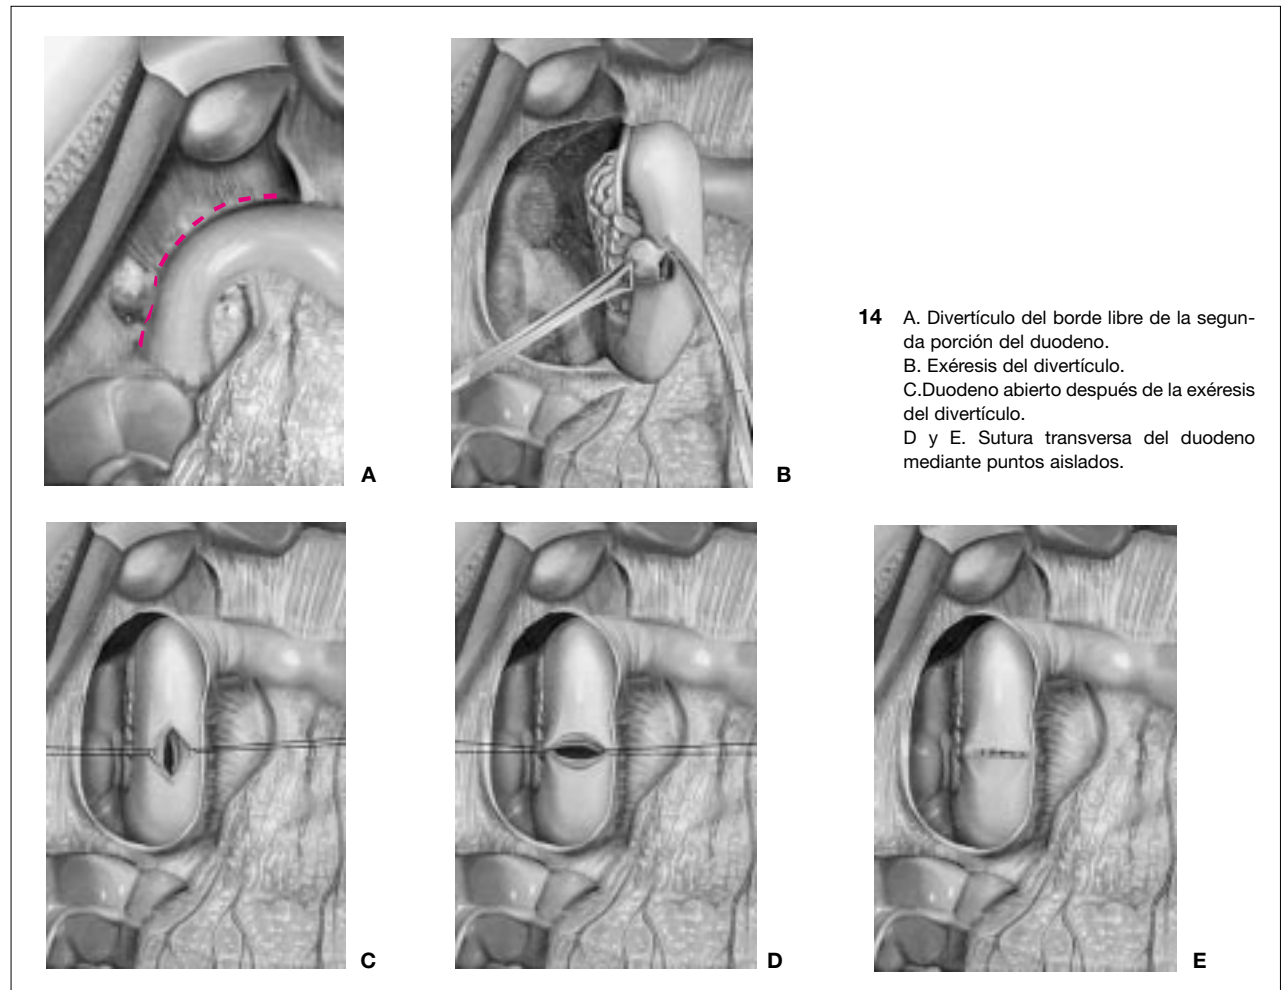 A
B
14 A. Divertículo del borde libre de la segun-
da porción del duodeno.
B. Exéresis del divertículo.
C.Duodeno abierto después de la exéresis
del divertículo.
D y E. Sutura transversa del duodeno
mediante puntos aislados.
C
D
E